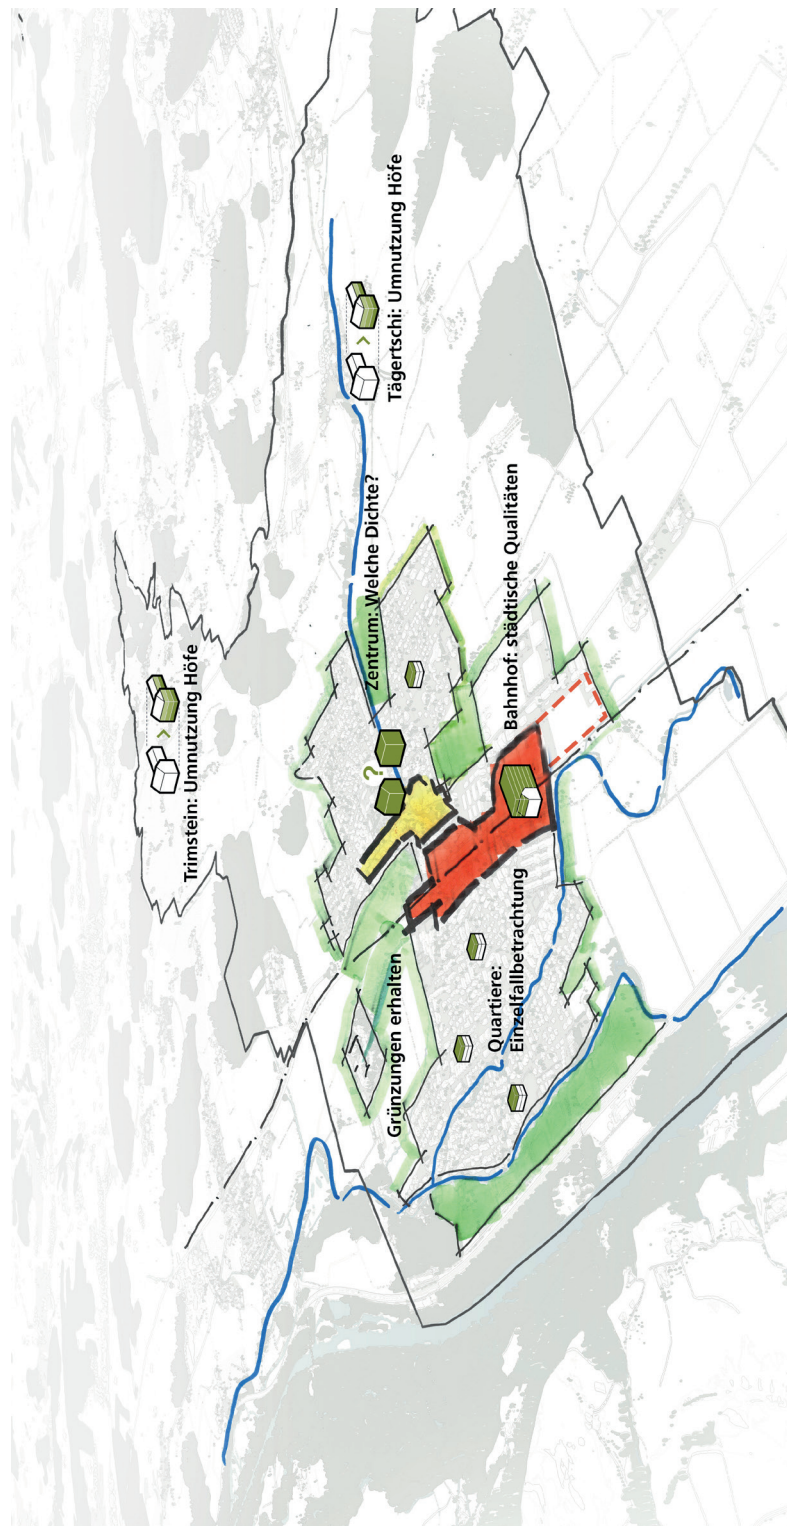 Trimstein: Umnutzung Höfe
Tägertschi: Umnutzung Höfe
Zentrum: Welche Dichte?
?
Grünzungen erhalten
Bahnhof: städtische Qualitäten
Quartiere:
Einzelfallbetrachtung